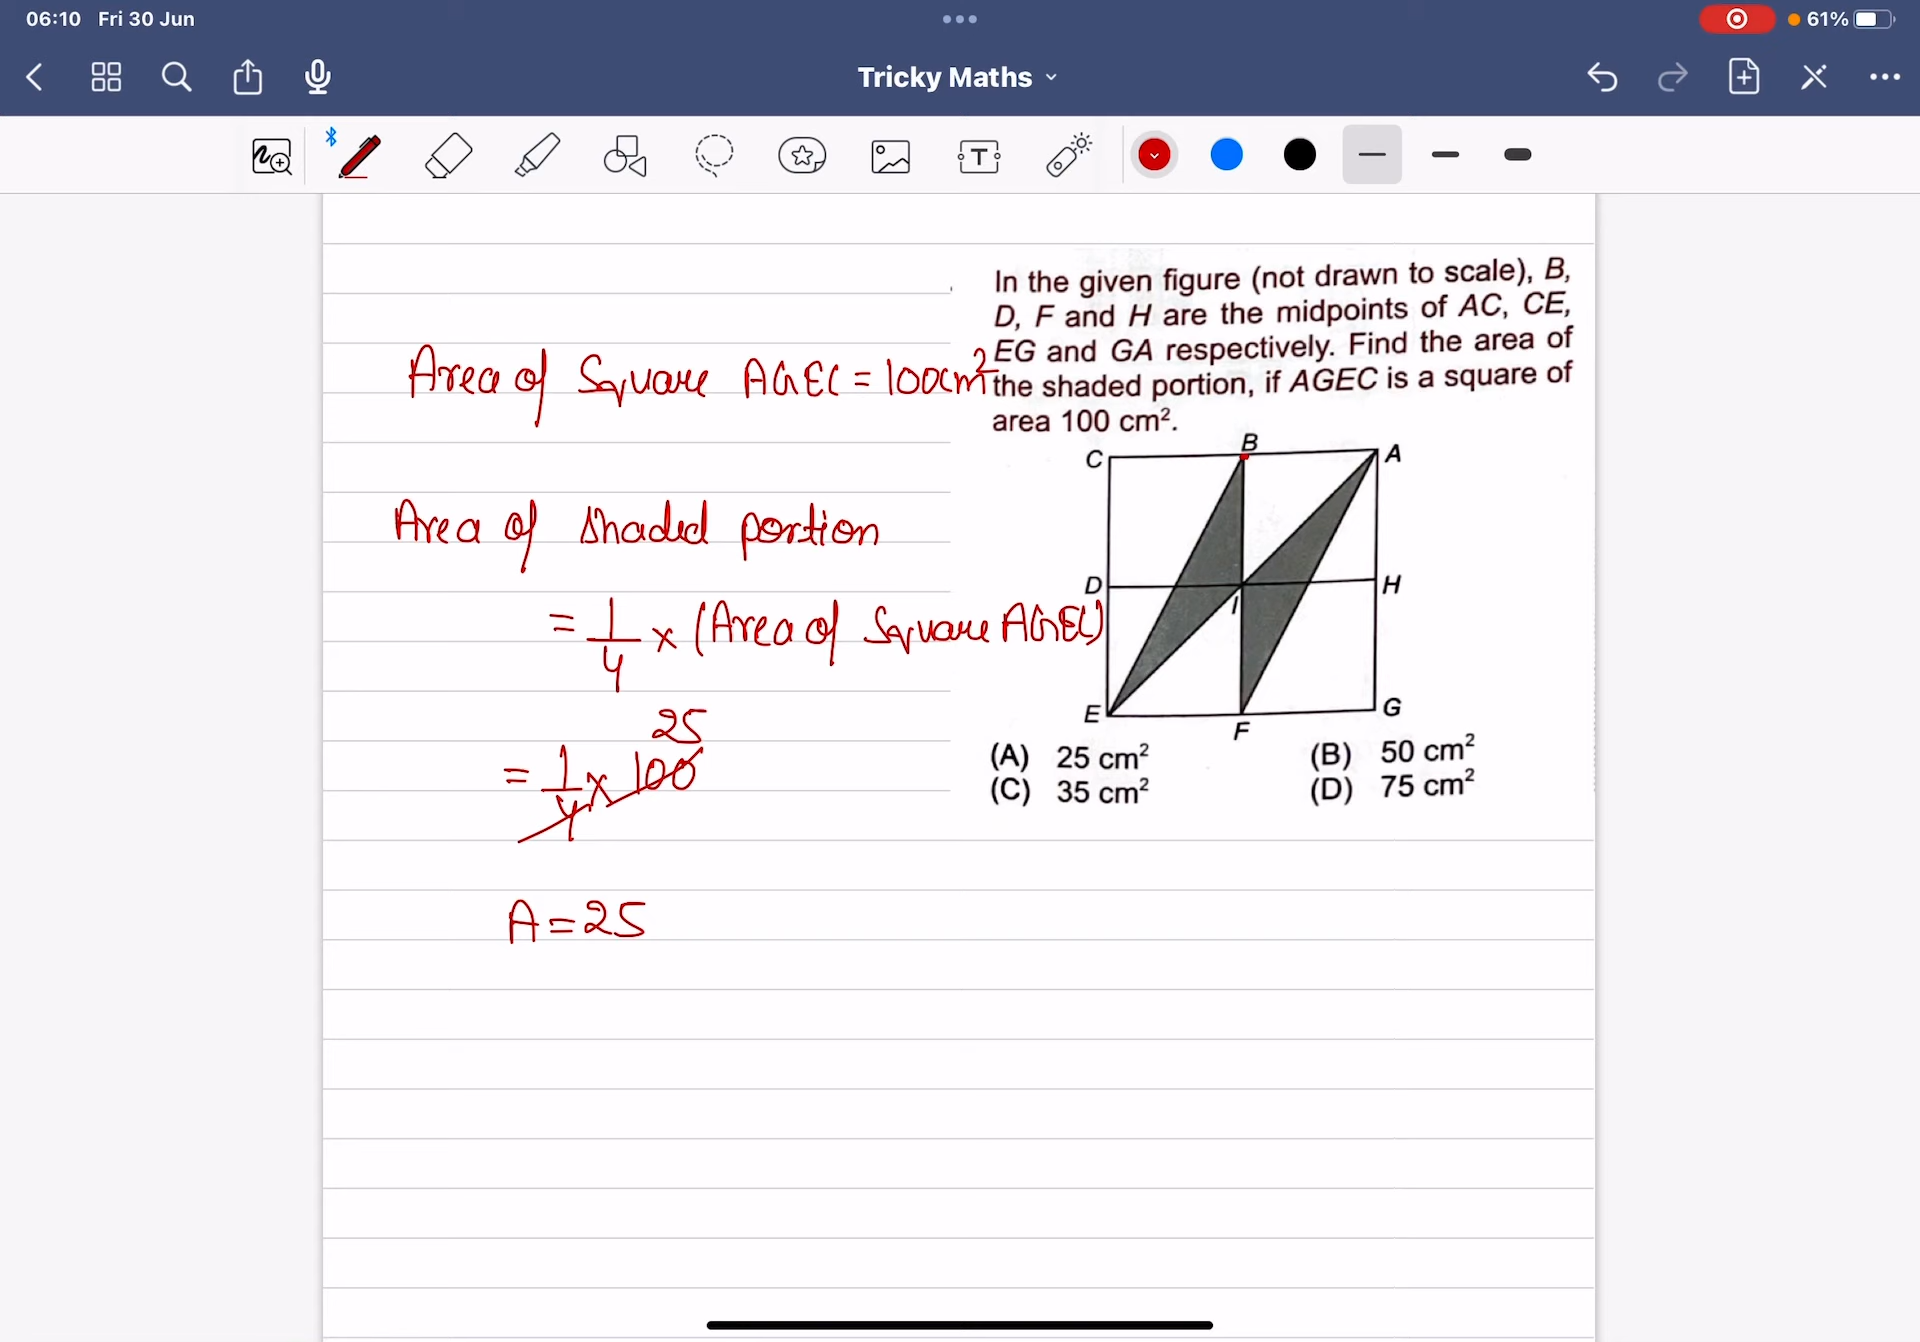 06:10 Fri 30 Jun
61%
Tricky Maths
T
In the given figure (not drawn to scale), B,
D, F and H are the midpoints of AC, CE,
EG and GA respectively. Find the area of
the shaded portion, if AGEC is a square of
area 100 cm².
Area of Square AGEC = 100cm²
Area of shaded portion
= 1/4 × (Area of Square AGEC)
25
= 1/4 × 100
A = 25
B
C A
D H
I
E G
F
(A) 25 cm² (B) 50 cm²
(C) 35 cm² (D) 75 cm²